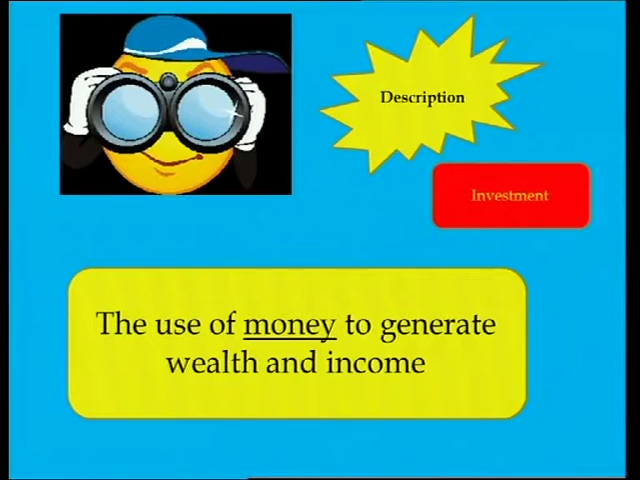 Description
Investment
The use of money to generate
wealth and income